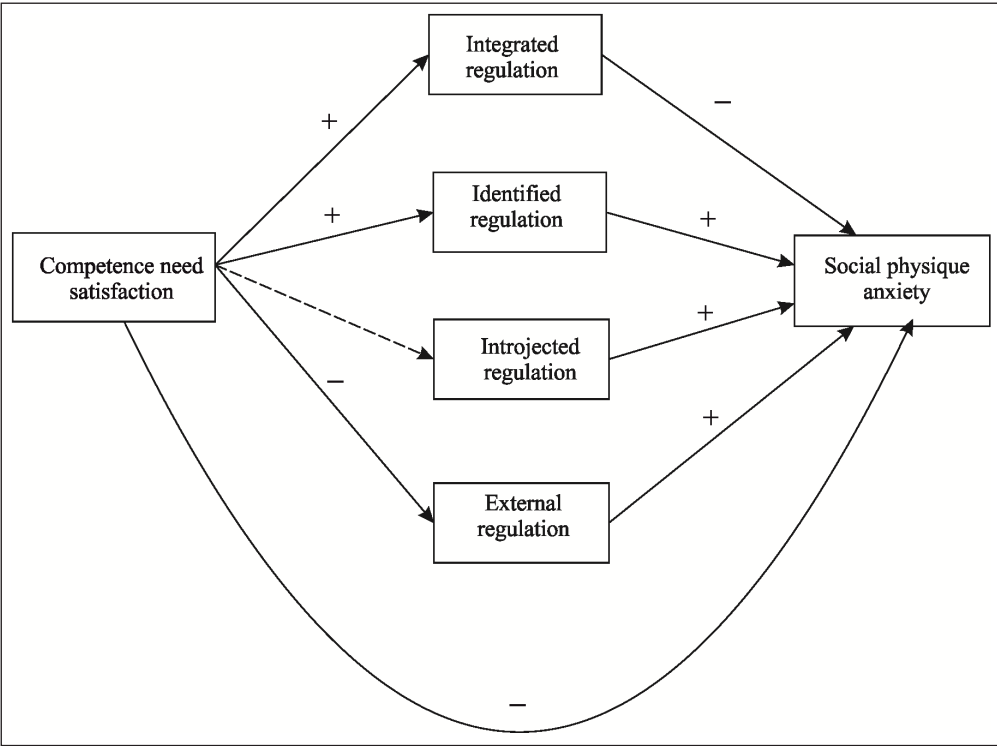 Integrated
regulation
+
−
Identified
regulation
+
+
Competence need
satisfaction
Social physique
anxiety
Introjected
regulation
+
−
+
External
regulation
−